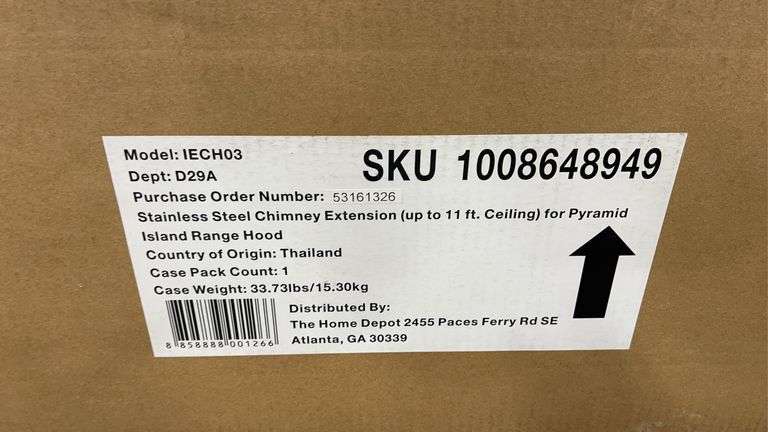 Model: IECH03
SKU 1008648949
Dept: D29A
Purchase Order Number: 53161326
Stainless Steel Chimney Extension (up to 11 ft. Ceiling) for Pyramid
Island Range Hood
Country of Origin: Thailand
Case Pack Count: 1
Case Weight: 33.73lbs/15.30kg
Distributed By:
The Home Depot 2455 Paces Ferry Rd SE
Atlanta, GA 30339
8 858888 001266